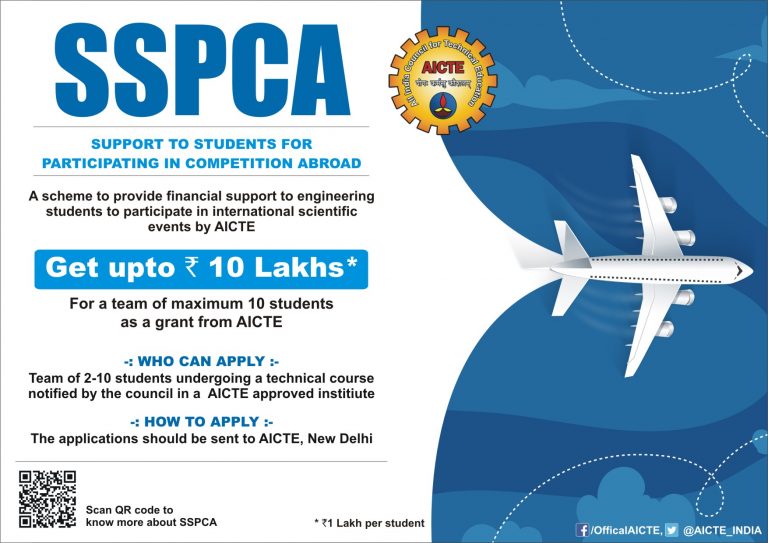 SSPCA
All India Council for Technical Education
AICTE
योगः कर्मसु कौशलम्
SUPPORT TO STUDENTS FOR
PARTICIPATING IN COMPETITION ABROAD
A scheme to provide financial support to engineering
students to participate in international scientific
events by AICTE
Get upto ₹ 10 Lakhs*
For a team of maximum 10 students
as a grant from AICTE
-: WHO CAN APPLY :-
Team of 2-10 students undergoing a technical course
notified by the council in a AICTE approved institiute
-: HOW TO APPLY :-
The applications should be sent to AICTE, New Delhi
Scan QR code to
know more about SSPCA
* ₹1 Lakh per student
/OfficalAICTE, @AICTE_INDIA